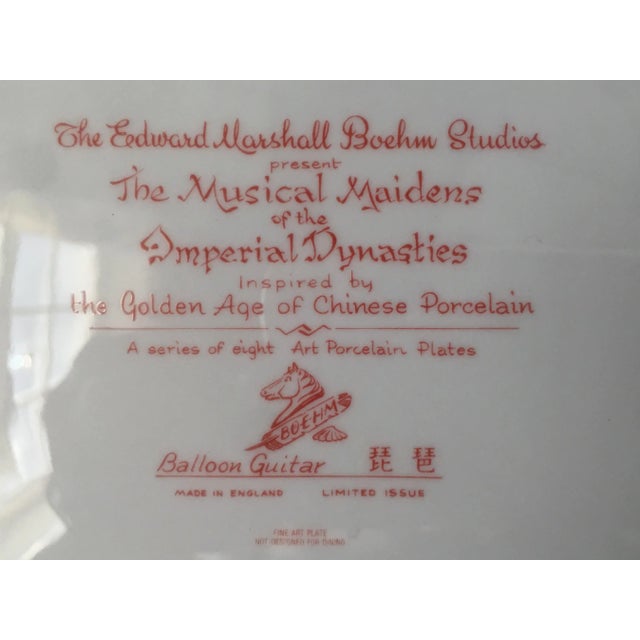 The Edward Marshall Boehm Studios
present
The Musical Maidens
of the
Imperial Dynasties
Inspired by
the Golden Age of Chinese Porcelain
A series of eight Art Porcelain Plates
BOEHM
Balloon Guitar 琵琶
MADE IN ENGLAND LIMITED ISSUE
FINE ART PLATE
NOT DESIGNED FOR DINING